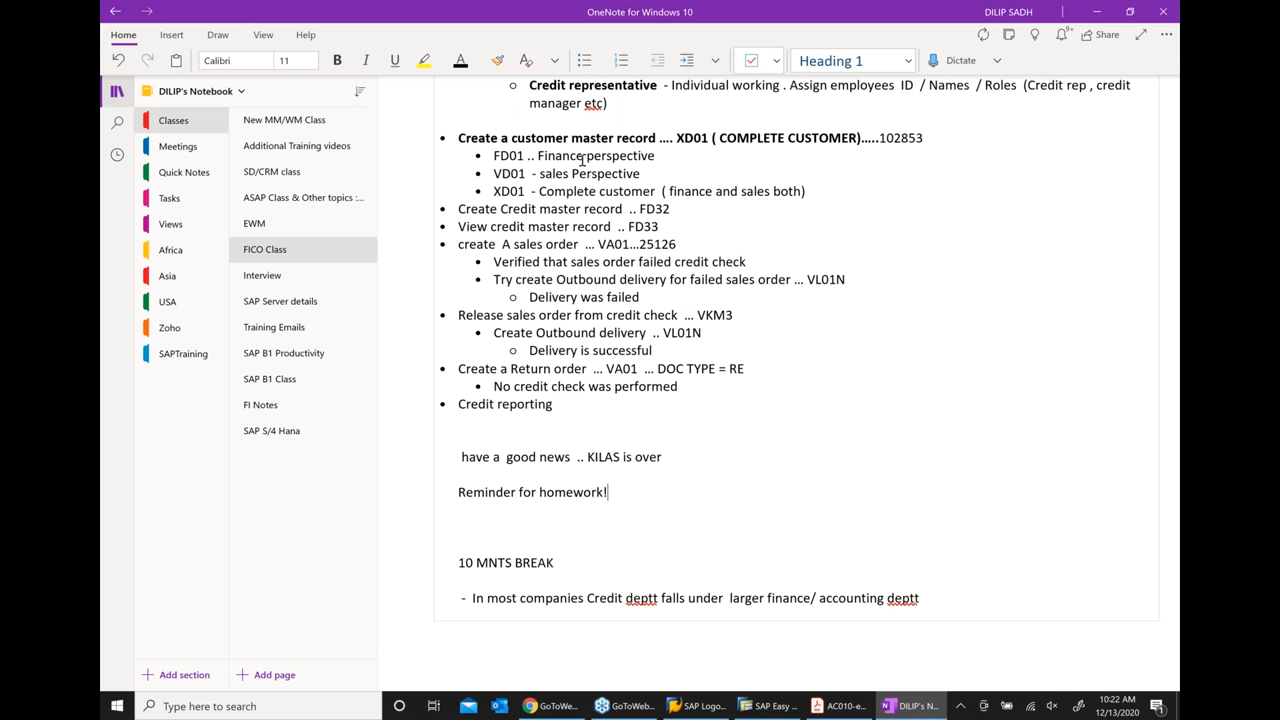 OneNote for Windows 10
DILIP SADH
Home
Insert
Draw
View
Help
Share
Calibri
11
B
I
U
A
Heading 1
Dictate
DILIP's Notebook
Classes
Meetings
Quick Notes
Tasks
Views
Africa
Asia
USA
Zoho
SAPTraining
New MM/WM Class
Additional Training videos
SD/CRM class
ASAP Class & Other topics :...
EWM
FICO Class
Interview
SAP Server details
Training Emails
SAP B1 Productivity
SAP B1 Class
FI Notes
SAP S/4 Hana
Add section
Add page
Credit representative - Individual working . Assign employees ID / Names / Roles (Credit rep , credit
manager etc)
Create a customer master record .... XD01 ( COMPLETE CUSTOMER).....102853
FD01 .. Finance perspective
VD01 - sales Perspective
XD01 - Complete customer ( finance and sales both)
Create Credit master record .. FD32
View credit master record .. FD33
create A sales order ... VA01...25126
Verified that sales order failed credit check
Try create Outbound delivery for failed sales order ... VL01N
Delivery was failed
Release sales order from credit check ... VKM3
Create Outbound delivery .. VL01N
Delivery is successful
Create a Return order ... VA01 ... DOC TYPE = RE
No credit check was performed
Credit reporting
have a good news .. KILAS is over
Reminder for homework!
10 MNTS BREAK
- In most companies Credit deptt falls under larger finance/ accounting deptt
Type here to search
GoToWe...
GoToWeb...
SAP Logo...
SAP Easy ...
AC010-e...
DILIP's N...
10:22 AM
12/13/2020